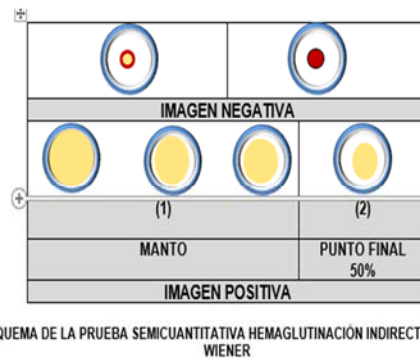 IMAGEN NEGATIVA
(1) (2)
MANTO PUNTO FINAL
50%
IMAGEN POSITIVA
QUEMA DE LA PRUEBA SEMICUANTITATIVA HEMAGLUTINACIÓN INDIRECT
WIENER